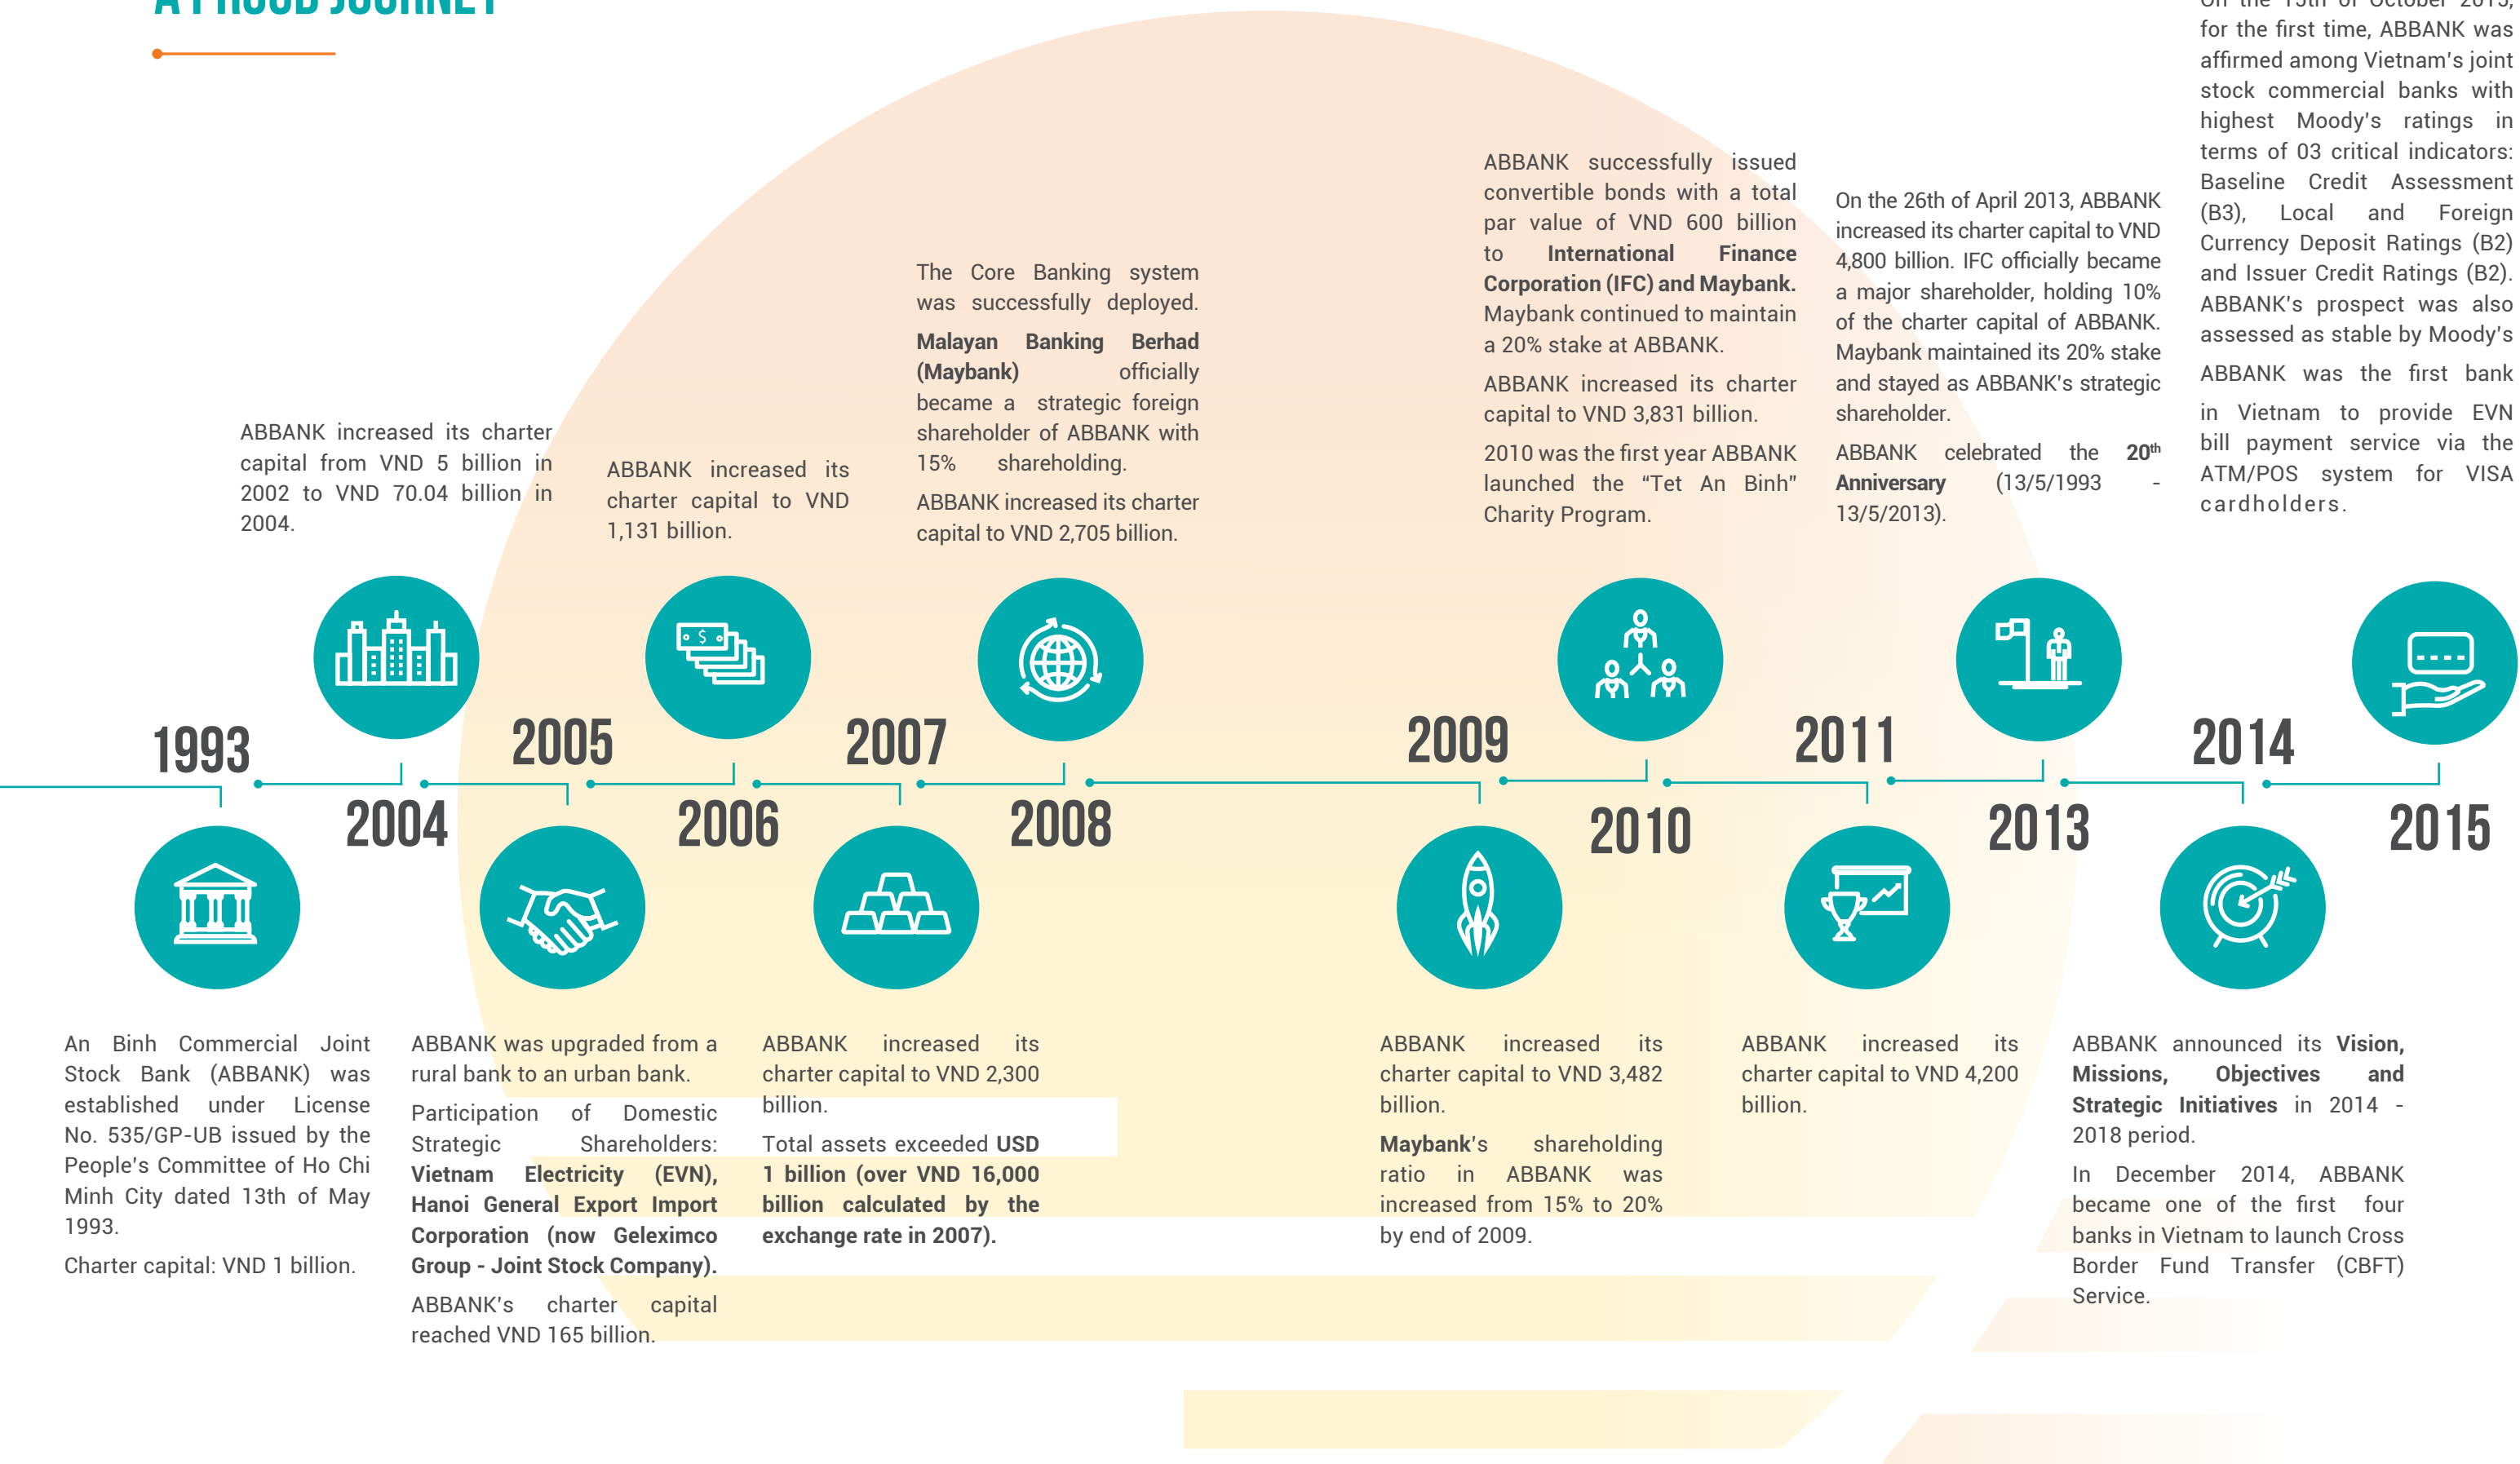 A PROUD JOURNEY
1993
An Binh Commercial Joint
Stock Bank (ABBANK) was
established under License
No. 535/GP-UB issued by the
People's Committee of Ho Chi
Minh City dated 13th of May
1993.
Charter capital: VND 1 billion.
ABBANK increased its charter
capital from VND 5 billion in
2002 to VND 70.04 billion in
2004.
2004
2005
ABBANK was upgraded from a
rural bank to an urban bank.
Participation of Domestic
Strategic Shareholders:
Vietnam Electricity (EVN),
Hanoi General Export Import
Corporation (now Geleximco
Group - Joint Stock Company).
ABBANK's charter capital
reached VND 165 billion.
ABBANK increased its
charter capital to VND
1,131 billion.
$
2006
2007
ABBANK increased its
charter capital to VND 2,300
billion.
Total assets exceeded USD
1 billion (over VND 16,000
billion calculated by the
exchange rate in 2007).
The Core Banking system
was successfully deployed.
Malayan Banking Berhad
(Maybank) officially
became a strategic foreign
shareholder of ABBANK with
15% shareholding.
ABBANK increased its charter
capital to VND 2,705 billion.
2008
2009
ABBANK increased its
charter capital to VND 3,482
billion.
Maybank's shareholding
ratio in ABBANK was
increased from 15% to 20%
by end of 2009.
ABBANK successfully issued
convertible bonds with a total
par value of VND 600 billion
to International Finance
Corporation (IFC) and Maybank.
Maybank continued to maintain
a 20% stake at ABBANK.
ABBANK increased its charter
capital to VND 3,831 billion.
2010 was the first year ABBANK
launched the “Tet An Binh”
Charity Program.
2010
2011
ABBANK increased its
charter capital to VND 4,200
billion.
On the 26th of April 2013, ABBANK
increased its charter capital to VND
4,800 billion. IFC officially became
a major shareholder, holding 10%
of the charter capital of ABBANK.
Maybank maintained its 20% stake
and stayed as ABBANK's strategic
shareholder.
ABBANK celebrated the 20th
Anniversary (13/5/1993 -
13/5/2013).
2013
2014
ABBANK announced its Vision,
Missions, Objectives and
Strategic Initiatives in 2014 -
2018 period.
In December 2014, ABBANK
became one of the first four
banks in Vietnam to launch Cross
Border Fund Transfer (CBFT)
Service.
On the of October 2015,
for the first time, ABBANK was
affirmed among Vietnam's joint
stock commercial banks with
highest Moody's ratings in
terms of 03 critical indicators:
Baseline Credit Assessment
(B3), Local and Foreign
Currency Deposit Ratings (B2)
and Issuer Credit Ratings (B2).
ABBANK's prospect was also
assessed as stable by Moody's
ABBANK was the first bank
in Vietnam to provide EVN
bill payment service via the
ATM/POS system for VISA
cardholders.
2015